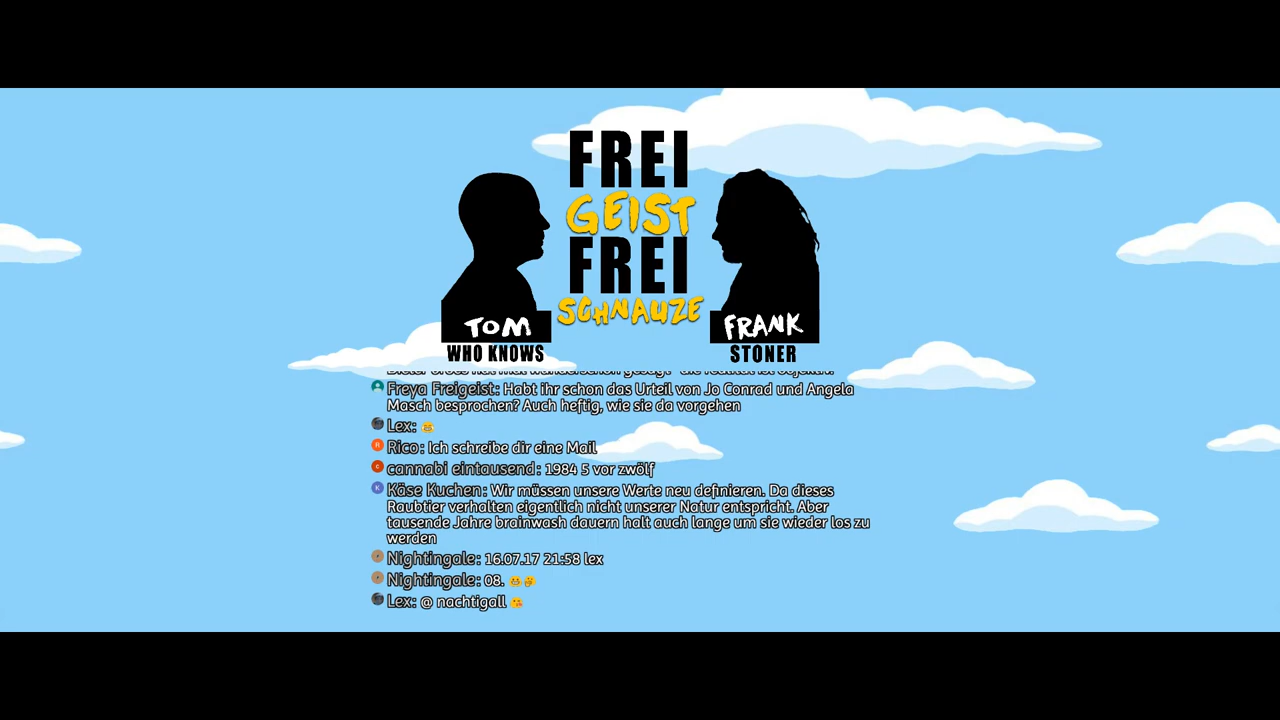 FREI
GEIST
FREI
SCHNAUZE
TOM
WHO KNOWS
FRANK
STONER
Freya Freigeist: Habt ihr schon das Urteil von Jo Conrad und Angela
Masch besprochen? Auch heftig, wie sie da vorgehen
Lex: 😄
Rico: Ich schreibe dir eine Mail
cannabi eintausend: 1984 5 vor zwölf
Käse Kuchen: Wir müssen unsere Werte neu definieren. Da dieses
Raubtier verhalten eigentlich nicht unserer Natur entspricht. Aber
tausende Jahre brainwash dauern halt auch lange um sie wieder los zu
werden
Nightingale: 16.07.17 21:58 lex
Nightingale: 08. 😄🤔
Lex: @ nachtigall 😘